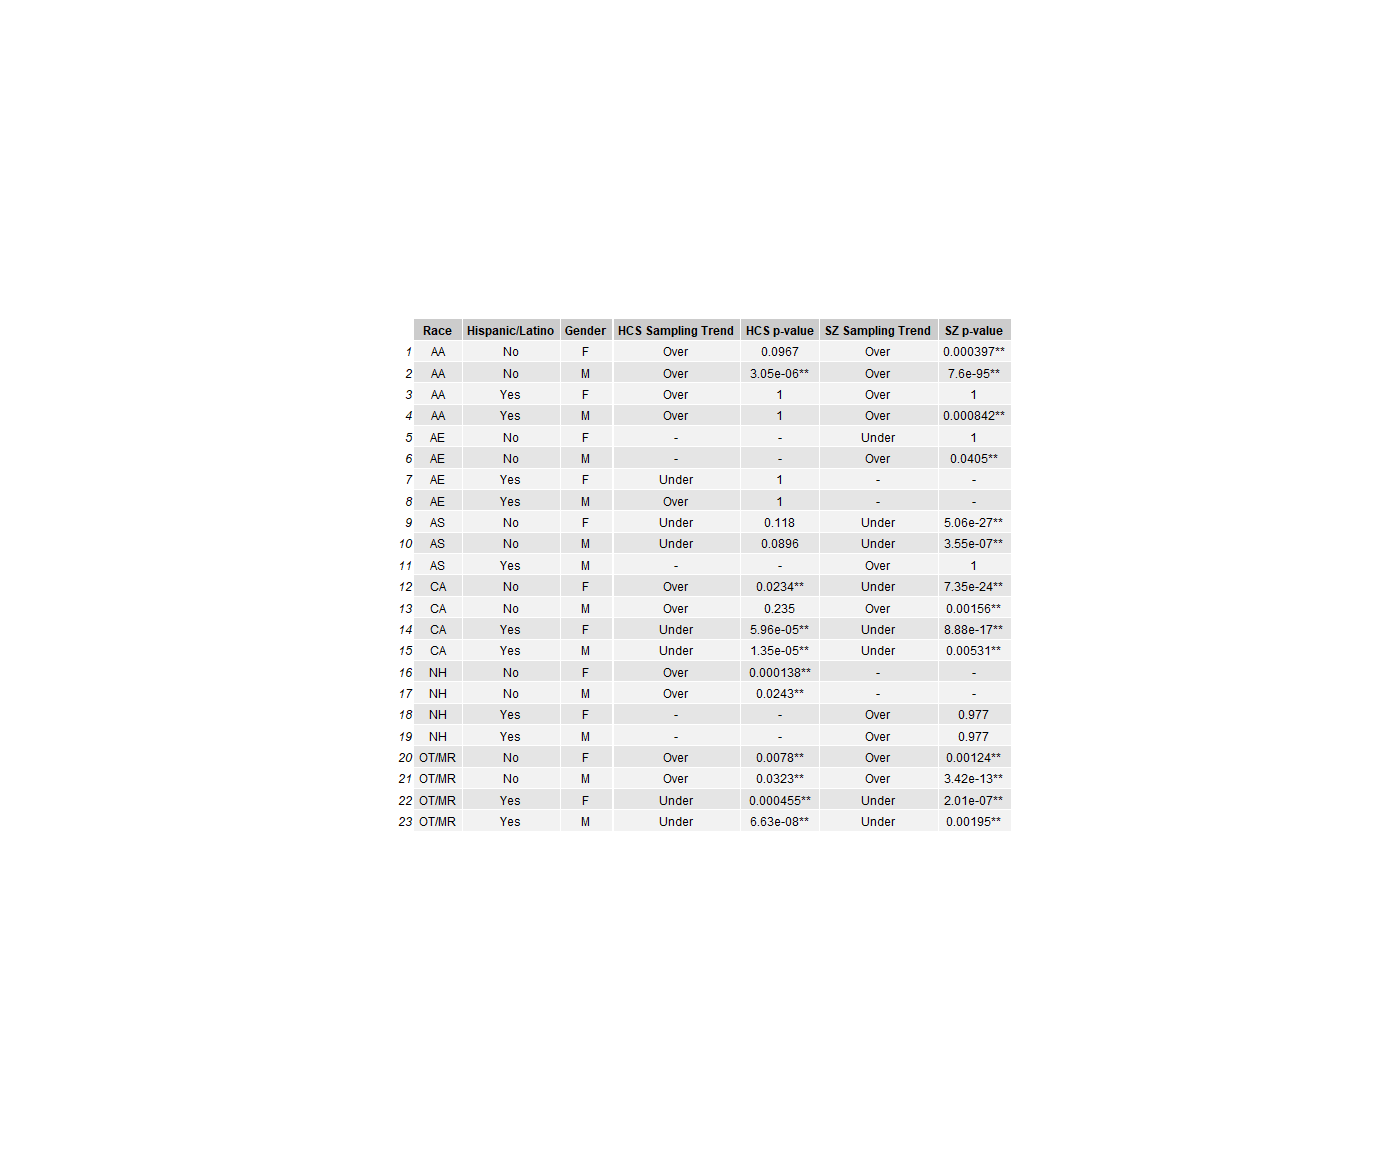 Race Hispanic/Latino Gender HCS Sampling Trend HCS p-value SZ Sampling Trend SZ p-value
1 AA No F Over 0.0967 Over 0.000397**
2 AA No M Over 3.05e-06** Over 7.6e-95**
3 AA Yes F Over 1 Over 1
4 AA Yes M Over 1 Over 0.000842**
5 AE No F - - Under 1
6 AE No M - - Over 0.0405**
7 AE Yes F Under 1 - -
8 AE Yes M Over 1 - -
9 AS No F Under 0.118 Under 5.06e-27**
10 AS No M Under 0.0896 Under 3.55e-07**
11 AS Yes M - - Over 1
12 CA No F Over 0.0234** Under 7.35e-24**
13 CA No M Over 0.235 Over 0.00156**
14 CA Yes F Under 5.96e-05** Under 8.88e-17**
15 CA Yes M Under 1.35e-05** Under 0.00531**
16 NH No F Over 0.000138** - -
17 NH No M Over 0.0243** - -
18 NH Yes F - - Over 0.977
19 NH Yes M - - Over 0.977
20 OT/MR No F Over 0.0078** Over 0.00124**
21 OT/MR No M Over 0.0323** Over 3.42e-13**
22 OT/MR Yes F Under 0.000455** Under 2.01e-07**
23 OT/MR Yes M Under 6.63e-08** Under 0.00195**